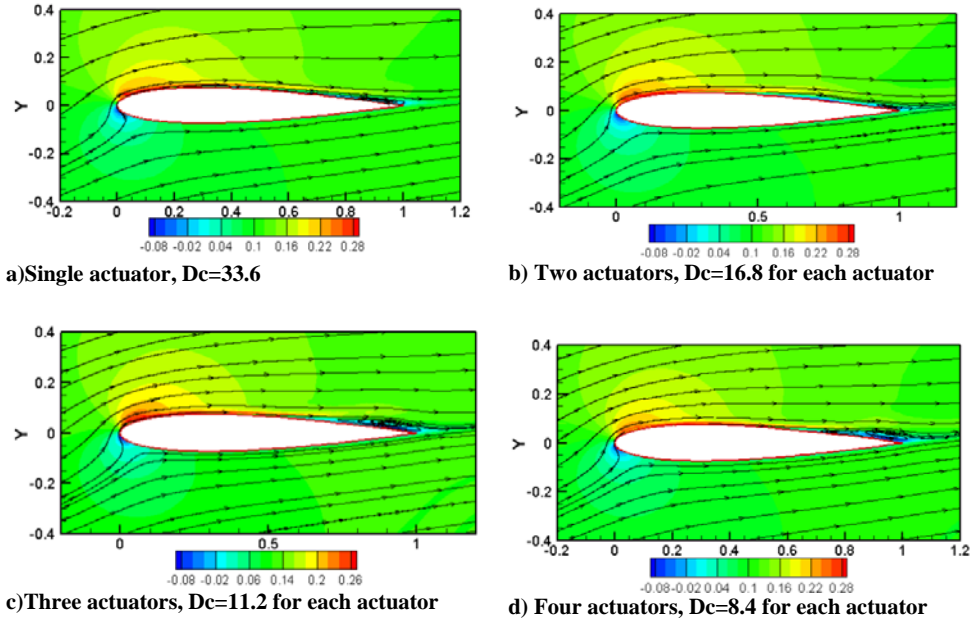 0.4
0.2
0
-0.2
-0.4
Y
-0.2 0 0.2 0.4 0.6 0.8 1 1.2
-0.08 -0.02 0.04 0.1 0.16 0.22 0.28
a)Single actuator, Dc=33.6
0.4
0.2
0
-0.2
-0.4
Y
0 0.5 1
-0.08 -0.02 0.04 0.1 0.16 0.22 0.28
b) Two actuators, Dc=16.8 for each actuator
0.4
0.2
0
-0.2
-0.4
Y
0 0.5 1
-0.08 -0.02 0.04 0.14 0.2 0.26
c)Three actuators, Dc=11.2 for each actuator
0.4
0.2
0
-0.2
-0.4
Y
-0.2 0 0.2 0.4 0.6 0.8 1 1.2
-0.08 -0.02 0.04 0.1 0.16 0.22 0.28
d) Four actuators, Dc=8.4 for each actuator